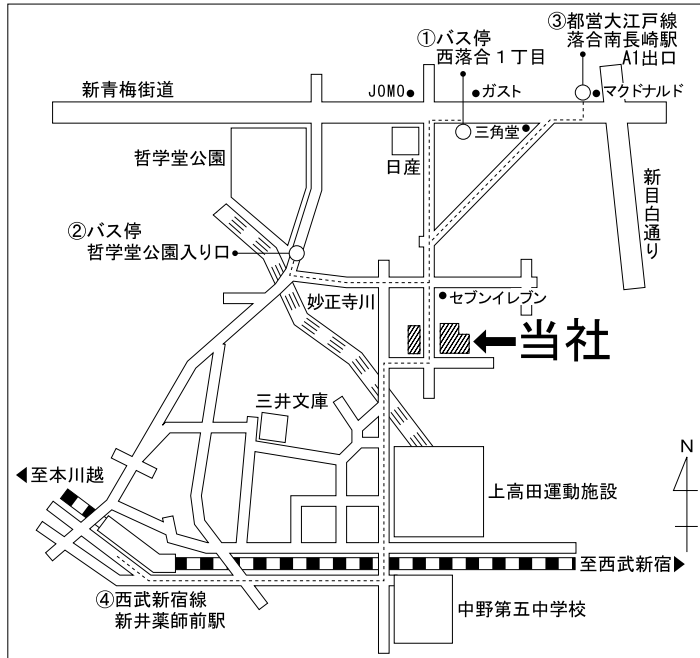 ③都営大江戸線
落合南長崎駅
A1出口
①バス停
西落合1丁目
新青梅街道
JOMO
ガスト
マクドナルド
三角堂
哲学堂公園
日産
新目白通り
②バス停
哲学堂公園入り口
妙正寺川
セブンイレブン
当社
三井文庫
至本川越
上高田運動施設
N
至西武新宿
④西武新宿線
新井薬師前駅
中野第五中学校